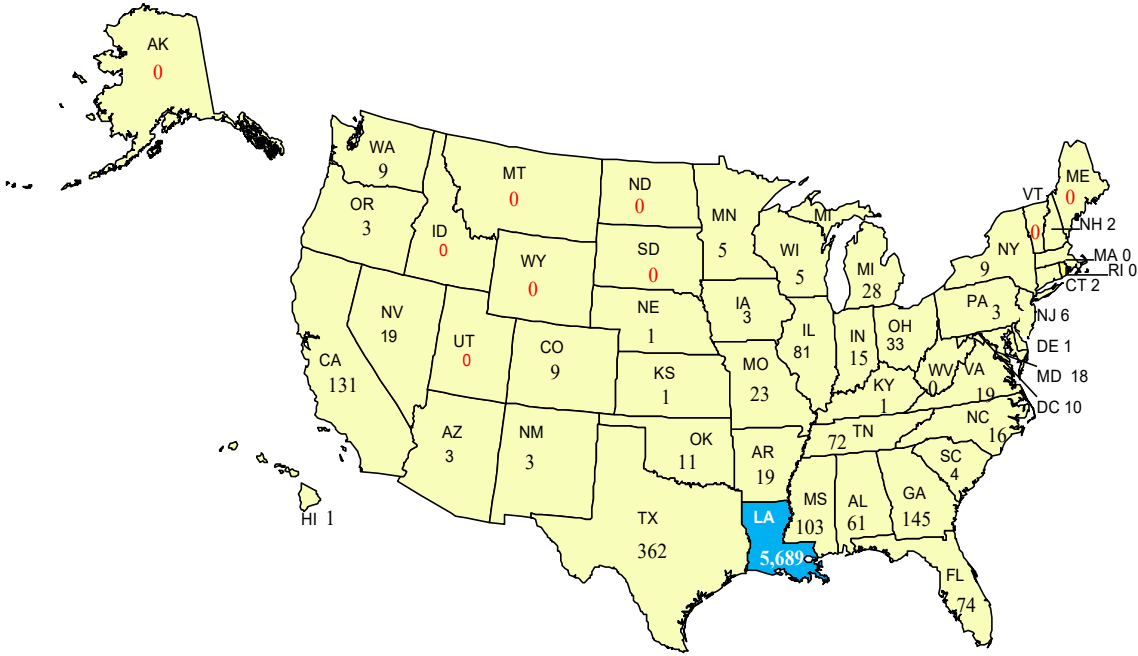 AK
0
WA
9
OR
3
CA
131
NV
19
ID
0
MT
0
WY
0
UT
0
AZ
3
CO
9
NM
3
ND
0
SD
0
NE
1
KS
1
OK
11
TX
362
MN
5
IA
3
MO
23
AR
19
LA
5,689
WI
5
IL
81
MI
MI
28
IN
15
OH
33
KY
1
TN
72
MS
103
AL
61
GA
145
FL
74
SC
4
NC
16
VA
19
WV
0
PA
3
NY
9
VT
0
ME
0
NH 2
MA 0
RI 0
CT 2
NJ 6
DE 1
MD 18
DC 10
HI 1